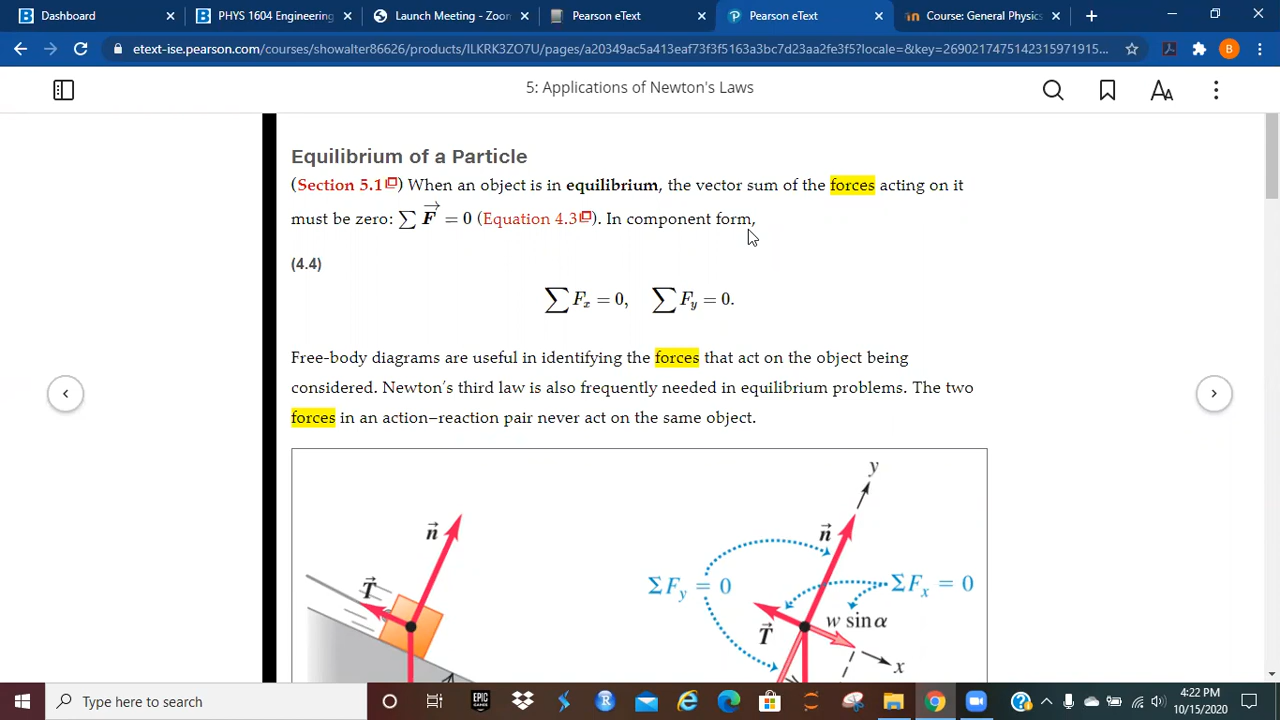 Dashboard
PHYS 1604 Engineering
Launch Meeting - Zoo
Pearson eText
Pearson eText
Course: General Physics
etext-ise.pearson.com/courses/showalter86626/products/ILKRK3ZO7U/pages/a20349ac5a413eaf73f3f5163a3bc7d23aa2fe3f5?locale=&key=2690217475142315971915...
B
5: Applications of Newton's Laws
AA
Equilibrium of a Particle
(Section 5.1) When an object is in equilibrium, the vector sum of the forces acting on it
must be zero: ∑ F⃗ = 0 (Equation 4.3). In component form,
(4.4)
∑ Fx = 0, ∑ Fy = 0.
Free-body diagrams are useful in identifying the forces that act on the object being
considered. Newton's third law is also frequently needed in equilibrium problems. The two
forces in an action–reaction pair never act on the same object.
y
n⃗
n⃗
T⃗
ΣFy = 0
ΣFx = 0
w sin α
T⃗
x
Type here to search
EPIC GAMES
4:22 PM
10/15/2020